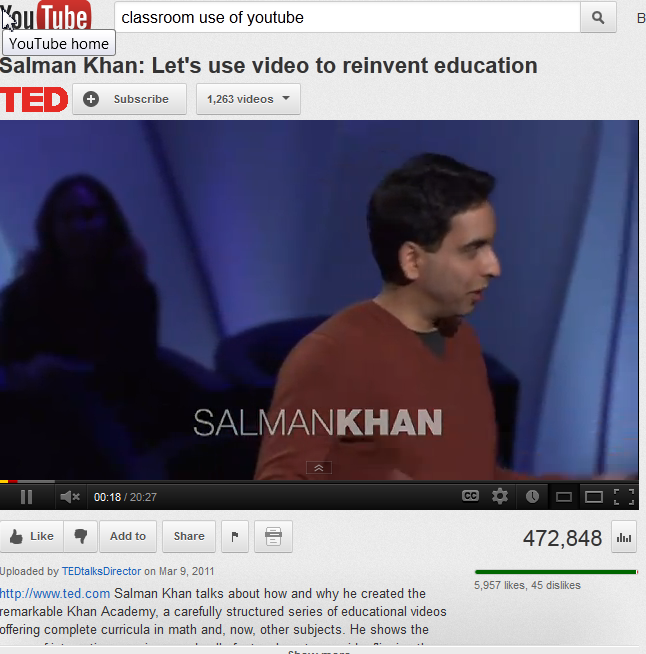 You Tube
classroom use of youtube
B
YouTube home
Salman Khan: Let's use video to reinvent education
TED
Subscribe
1,263 videos
SALMANKHAN
00:18 / 20:27
CC
Like
Add to
Share
472,848
Uploaded by TEDtalksDirector on Mar 9, 2011
5,957 likes, 45 dislikes
http://www.ted.com Salman Khan talks about how and why he created the
remarkable Khan Academy, a carefully structured series of educational videos
offering complete curricula in math and, now, other subjects. He shows the
Show more